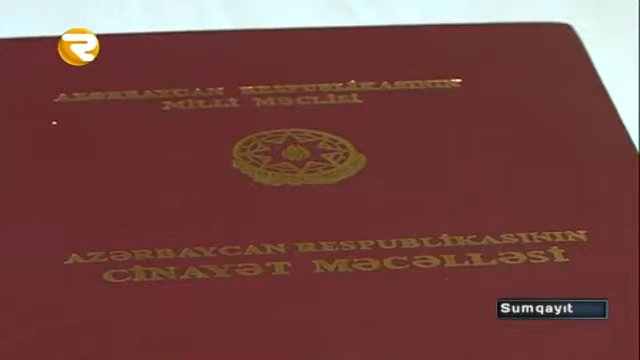 AZƏRBAYCAN RESPUBLİKASININ
MİLLİ MƏCLİSİ
AZƏRBAYCAN RESPUBLİKASININ
CİNAYƏT MƏCƏLLƏSİ
Sumqayıt